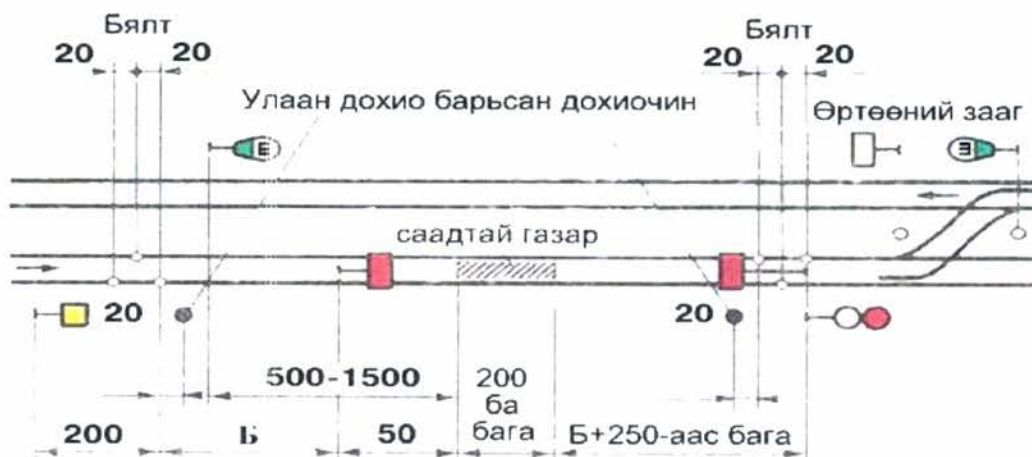 Бялт
20 20
Бялт
20 20
Улаан дохио барьсан дохиочин
Өртөөний зааг
Ш
Ш
саадтай газар
20
20
500-1500
200
ба
бага
200
Б
50
Б+250-аас бага